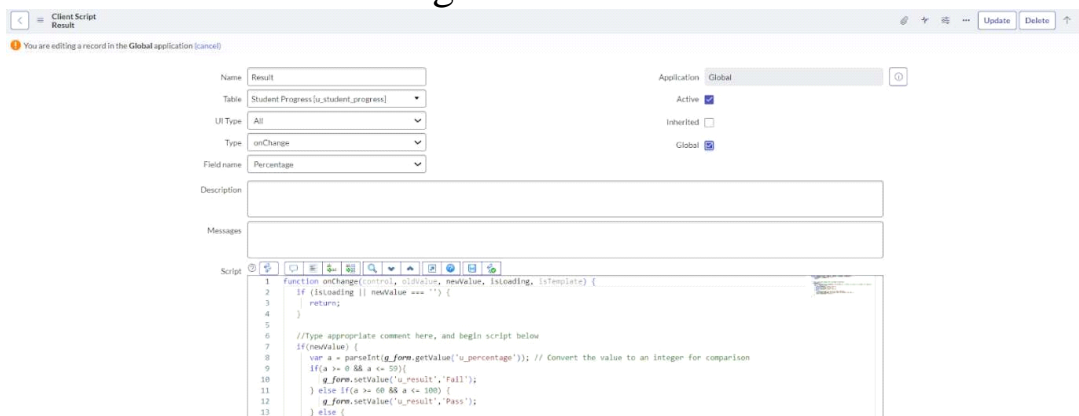 Client Script
Result
Update Delete
You are editing a record in the Global application (cancel)
Name Result
Application Global
Table Student Progress [u_student_progress]
Active
UI Type All
Inherited
Type onChange
Global
Field name Percentage
Description
Messages
Script
1 function onChange(control, oldValue, newValue, isLoading, isTemplate) {
2 if (isLoading || newValue === '') {
3 return;
4 }
5
6 //Type appropriate comment here, and begin script below
7 if(newValue) {
8 var a = parseInt(g_form.getValue('u_percentage')); // Convert the value to an integer for comparison
9 if(a >= 0 && a <= 59){
10 g_form.setValue('u_result','Fail');
11 } else if(a >= 60 && a <= 100) {
12 g_form.setValue('u_result','Pass');
13 } else {